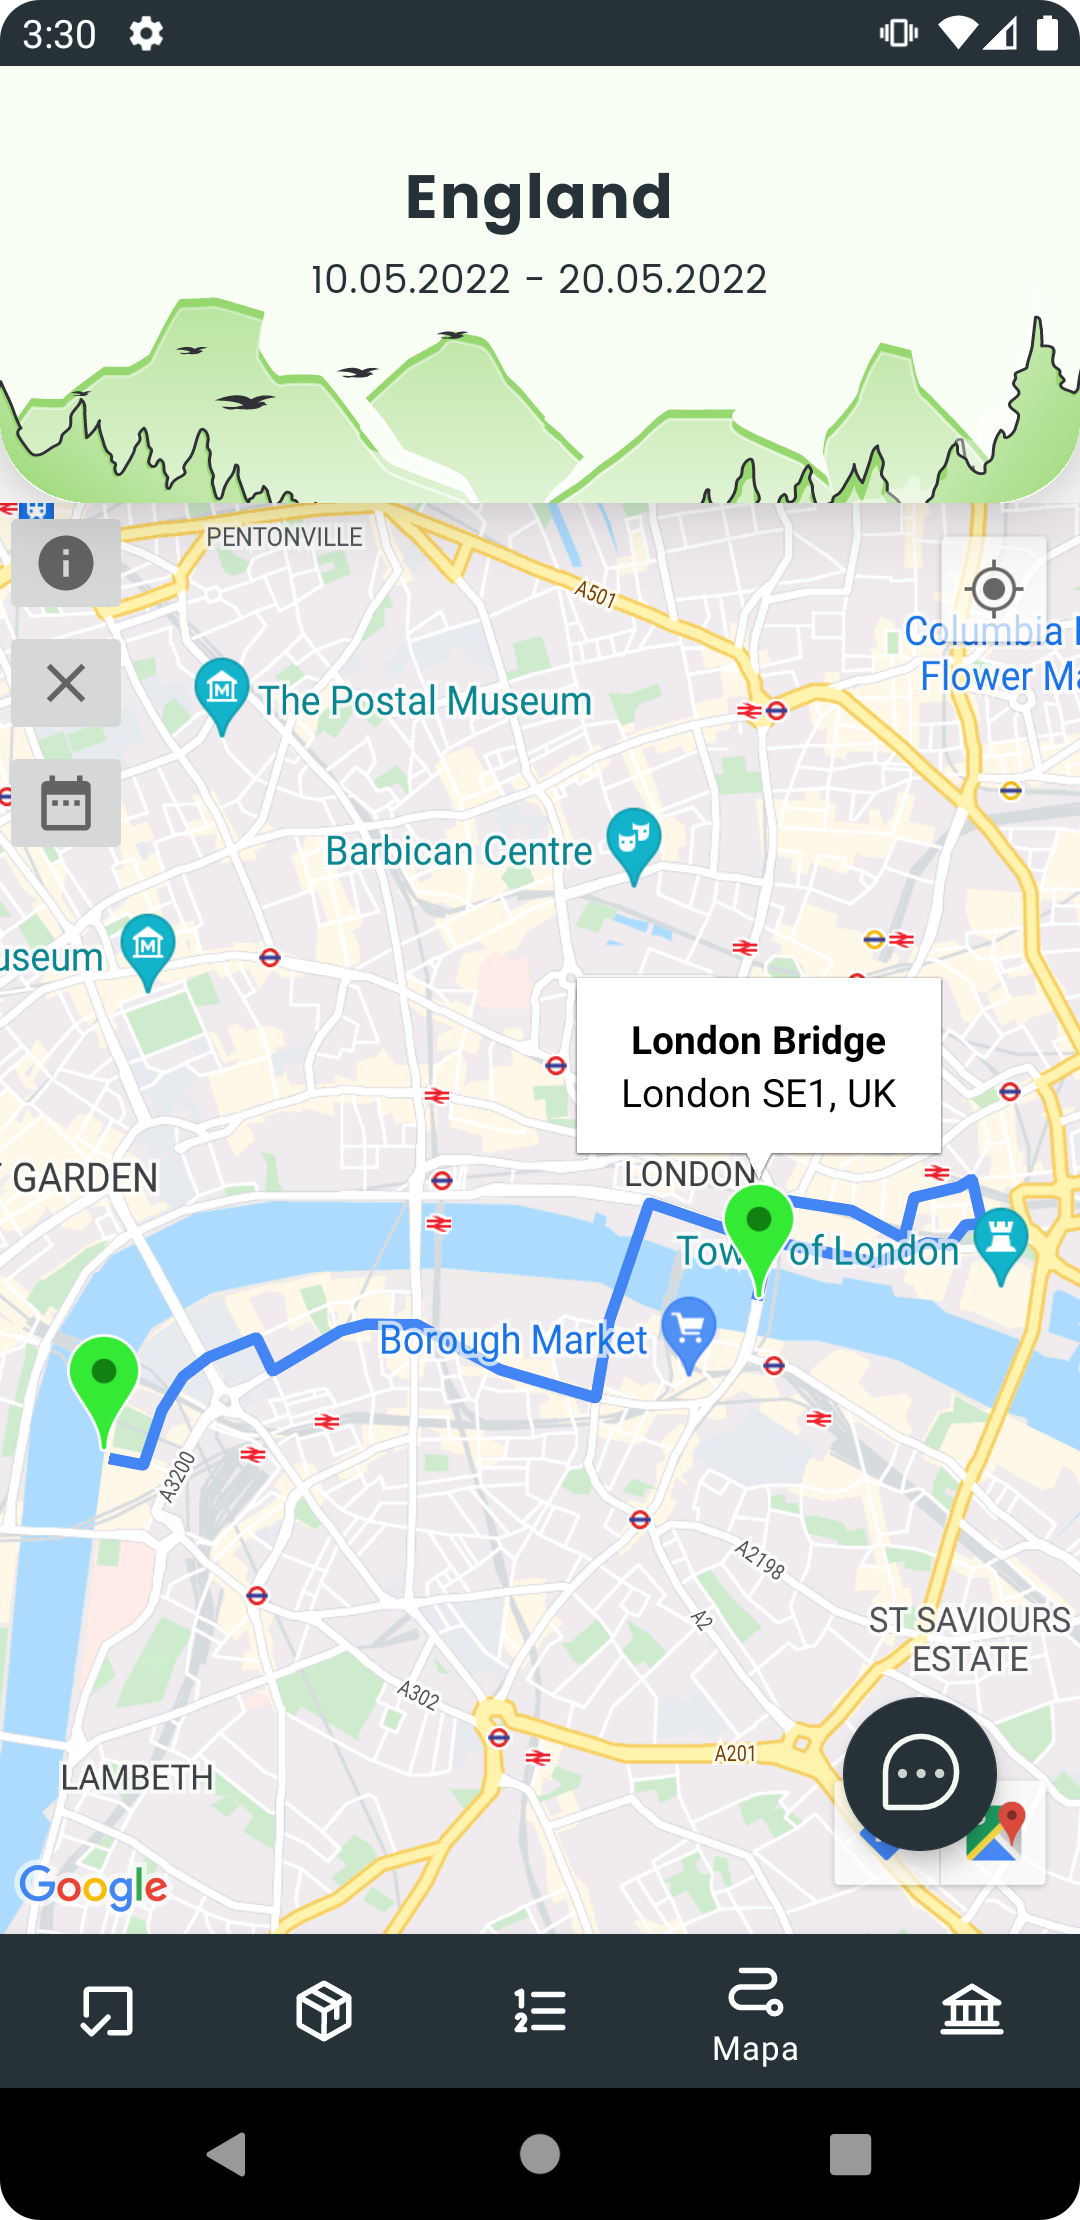 3:30
England
10.05.2022 - 20.05.2022
PENTONVILLE
A501
Columbia
Flower
The Postal Museum
Barbican Centre
useum
London Bridge
London SE1, UK
GARDEN
LONDON
of London
Borough Market
A3200
A2198
A2
ST SAVIOURS
ESTATE
A302
A201
LAMBETH
Google
1
2
Mapa